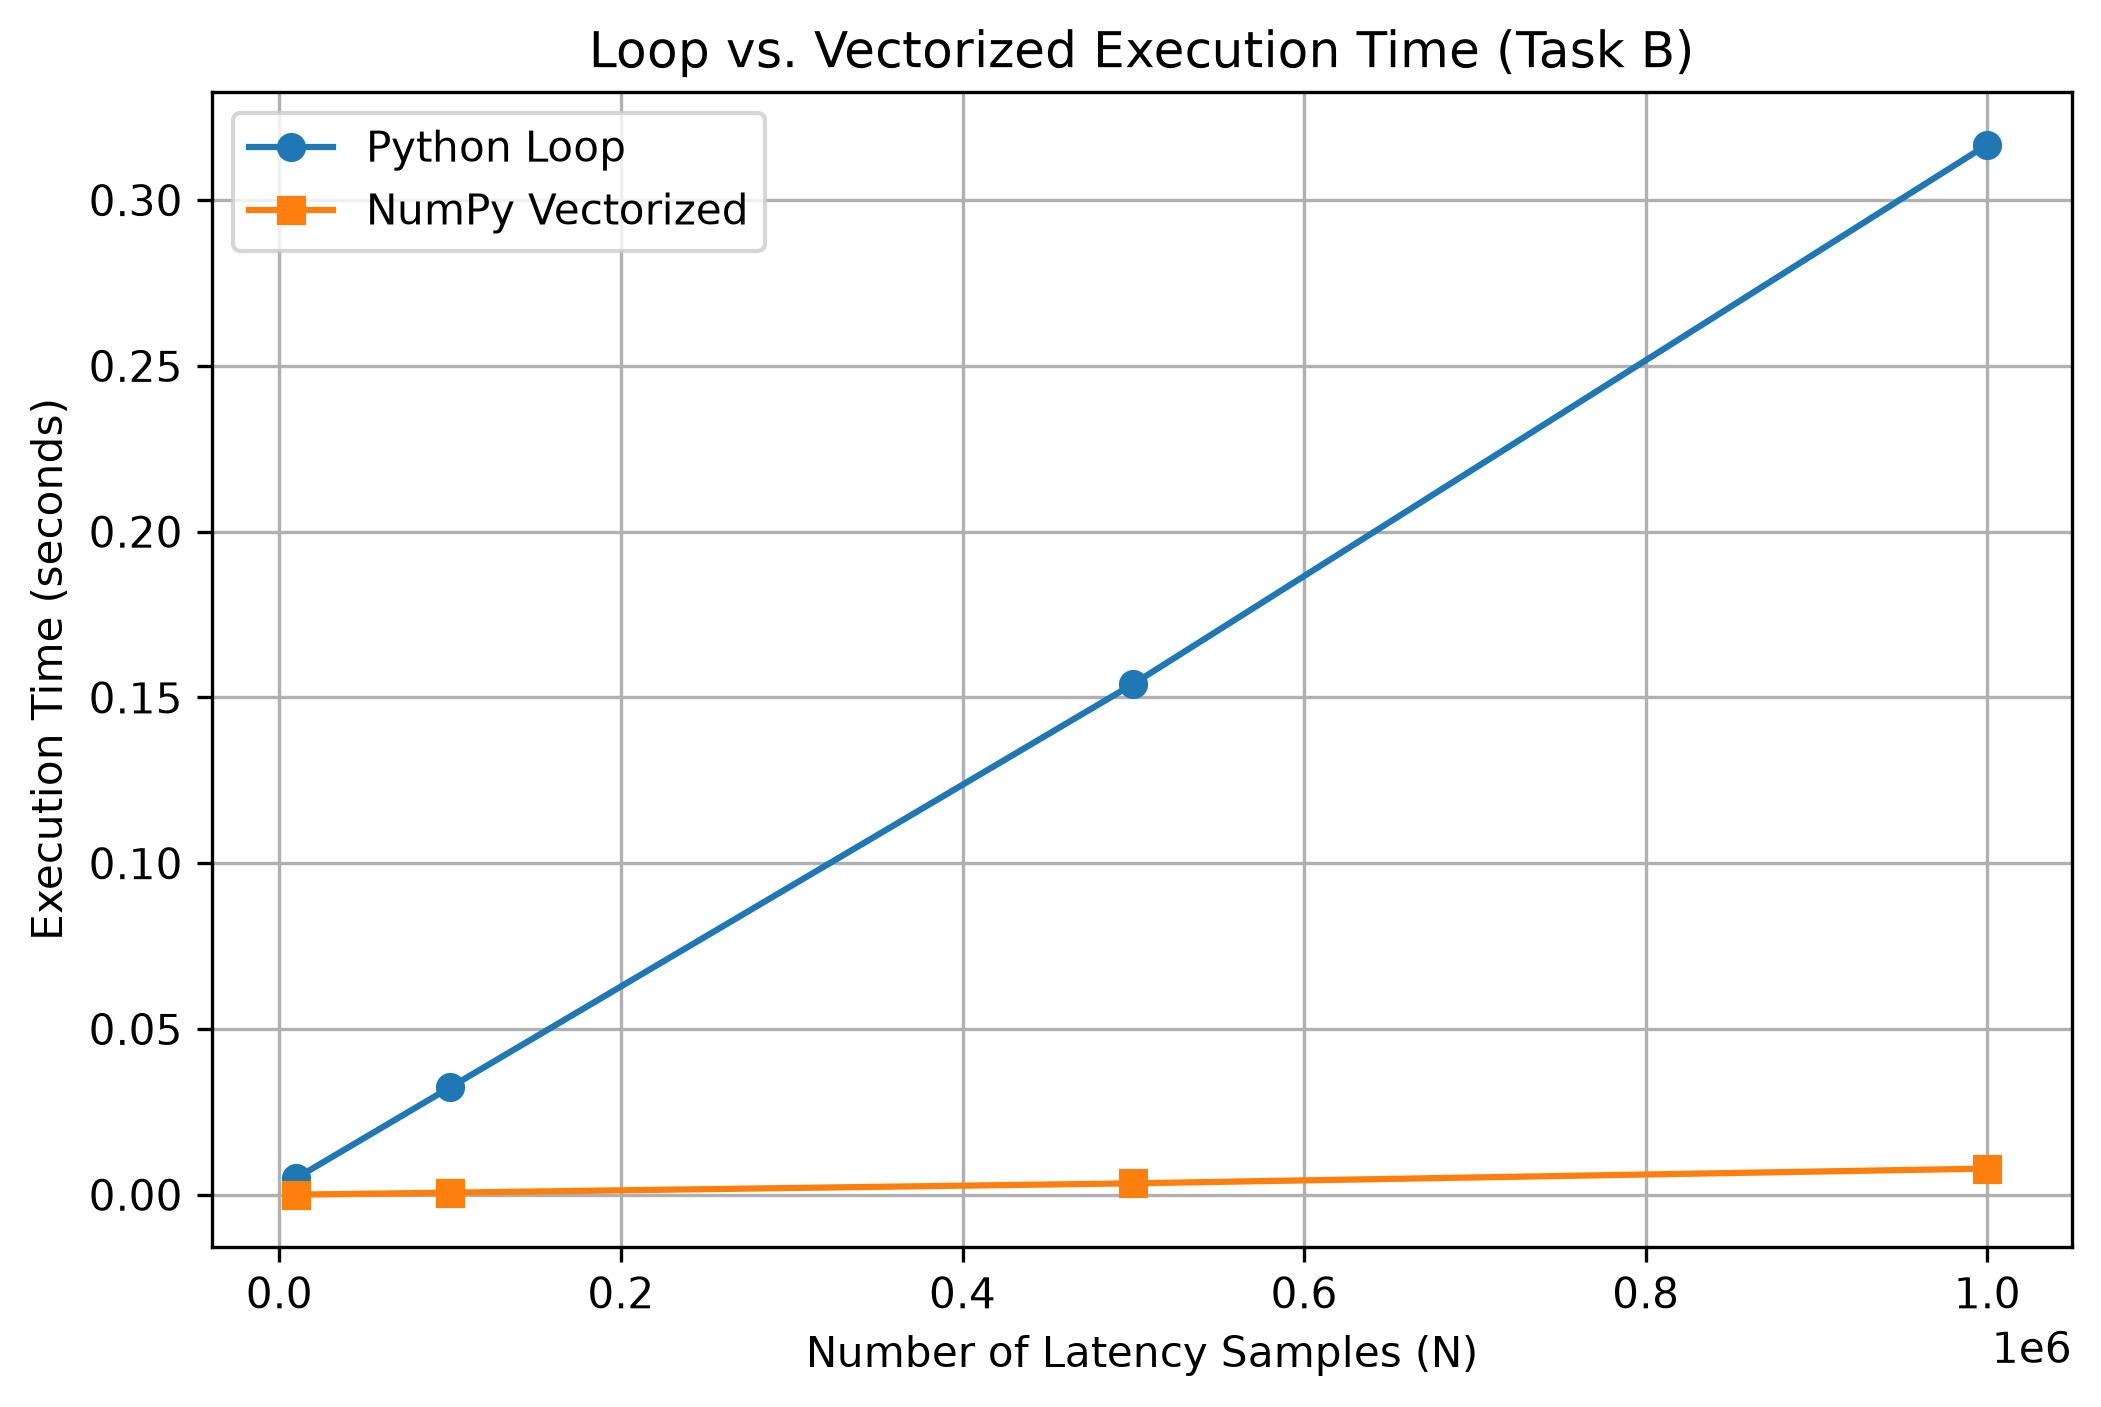 Loop vs. Vectorized Execution Time (Task B)
Python Loop
NumPy Vectorized
Execution Time (seconds)
0.30
0.25
0.20
0.15
0.10
0.05
0.00
0.0 0.2 0.4 0.6 0.8 1.0
1e6
Number of Latency Samples (N)